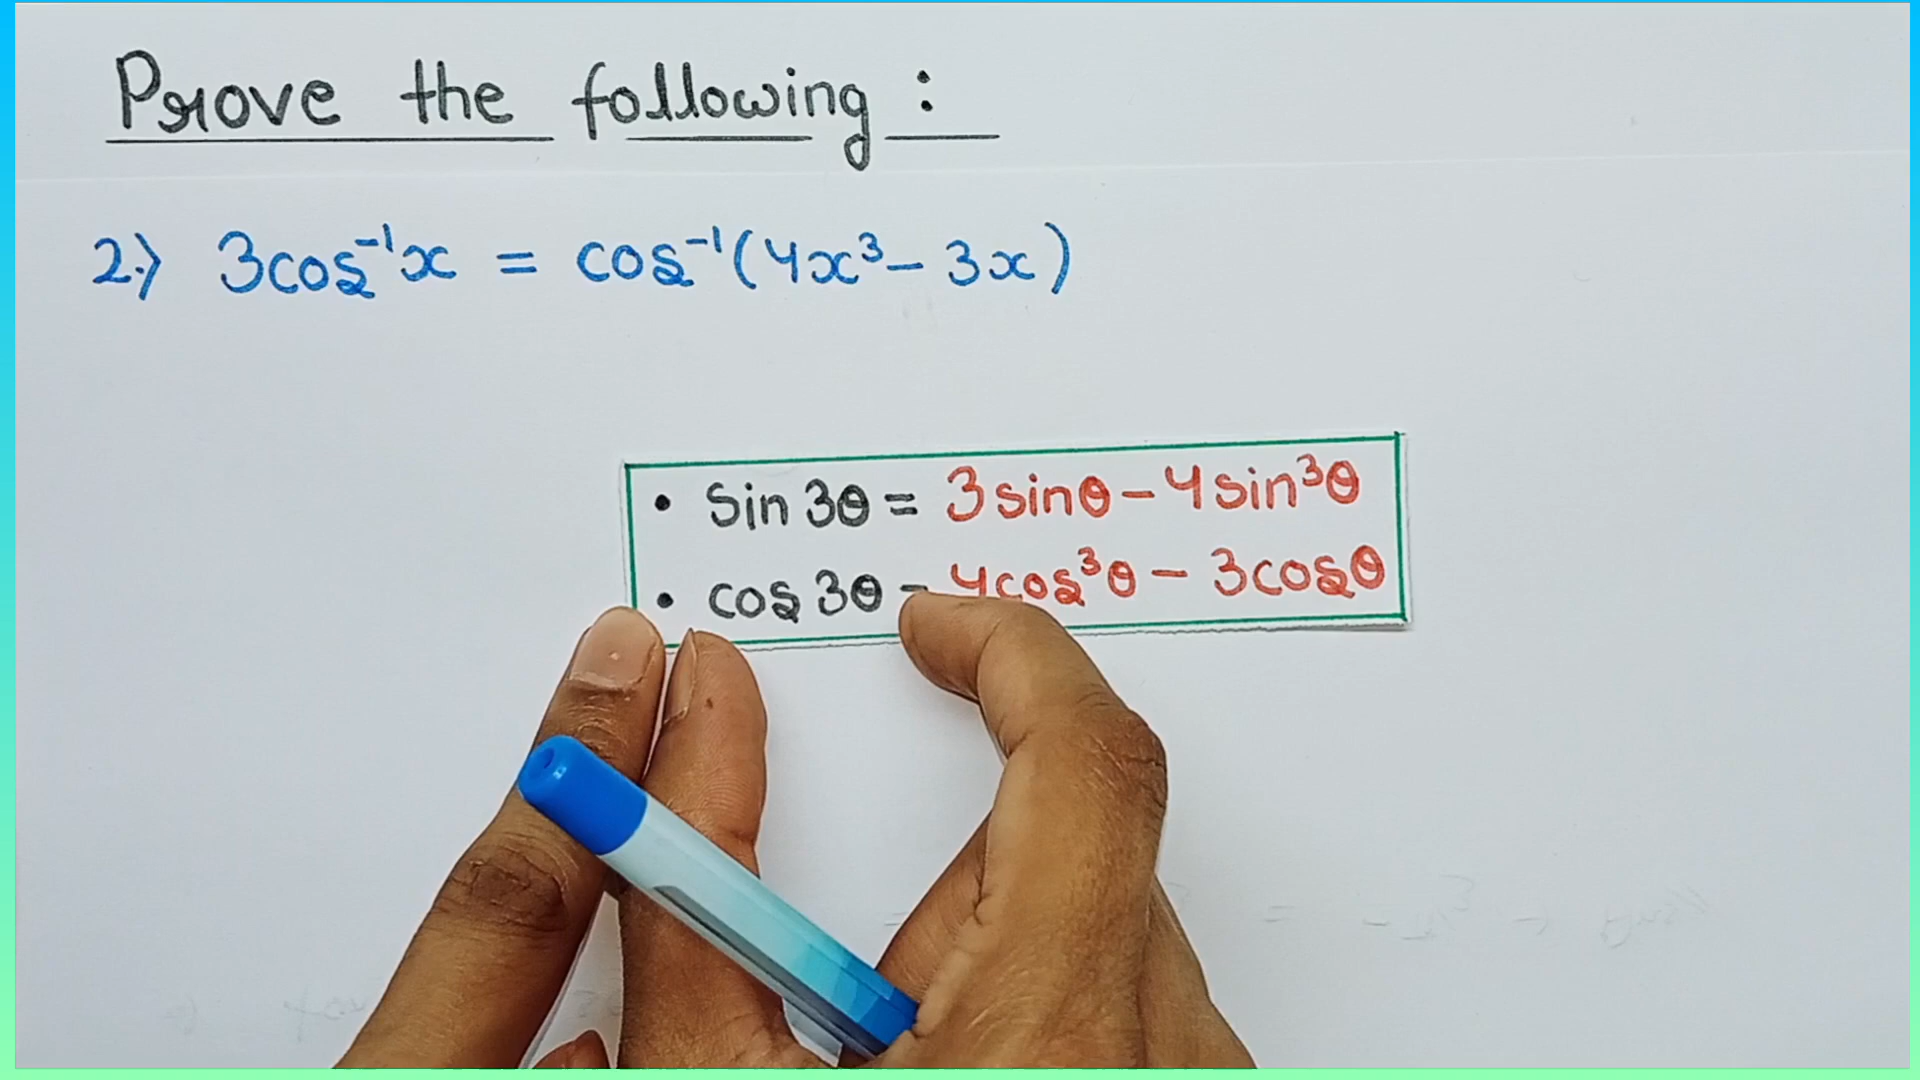 Prove the following :
2.) 3cos⁻¹x = cos⁻¹(4x³ - 3x)
• Sin 3θ = 3sinθ - 4sin³θ
• cos 3θ = 4cos³θ - 3cosθ